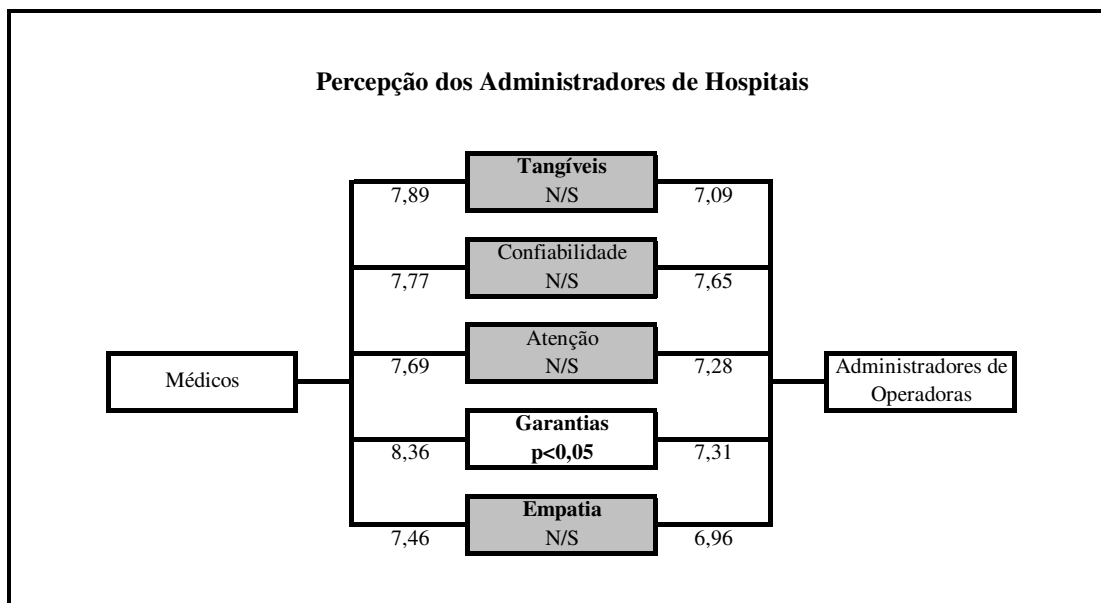 Percepção dos Administradores de Hospitais
Tangíveis
7,89 N/S 7,09
Confiabilidade
7,77 N/S 7,65
Atenção
7,69 N/S 7,28
Médicos
Administradores de
Operadoras
Garantias
8,36 p<0,05 7,31
Empatia
7,46 N/S 6,96